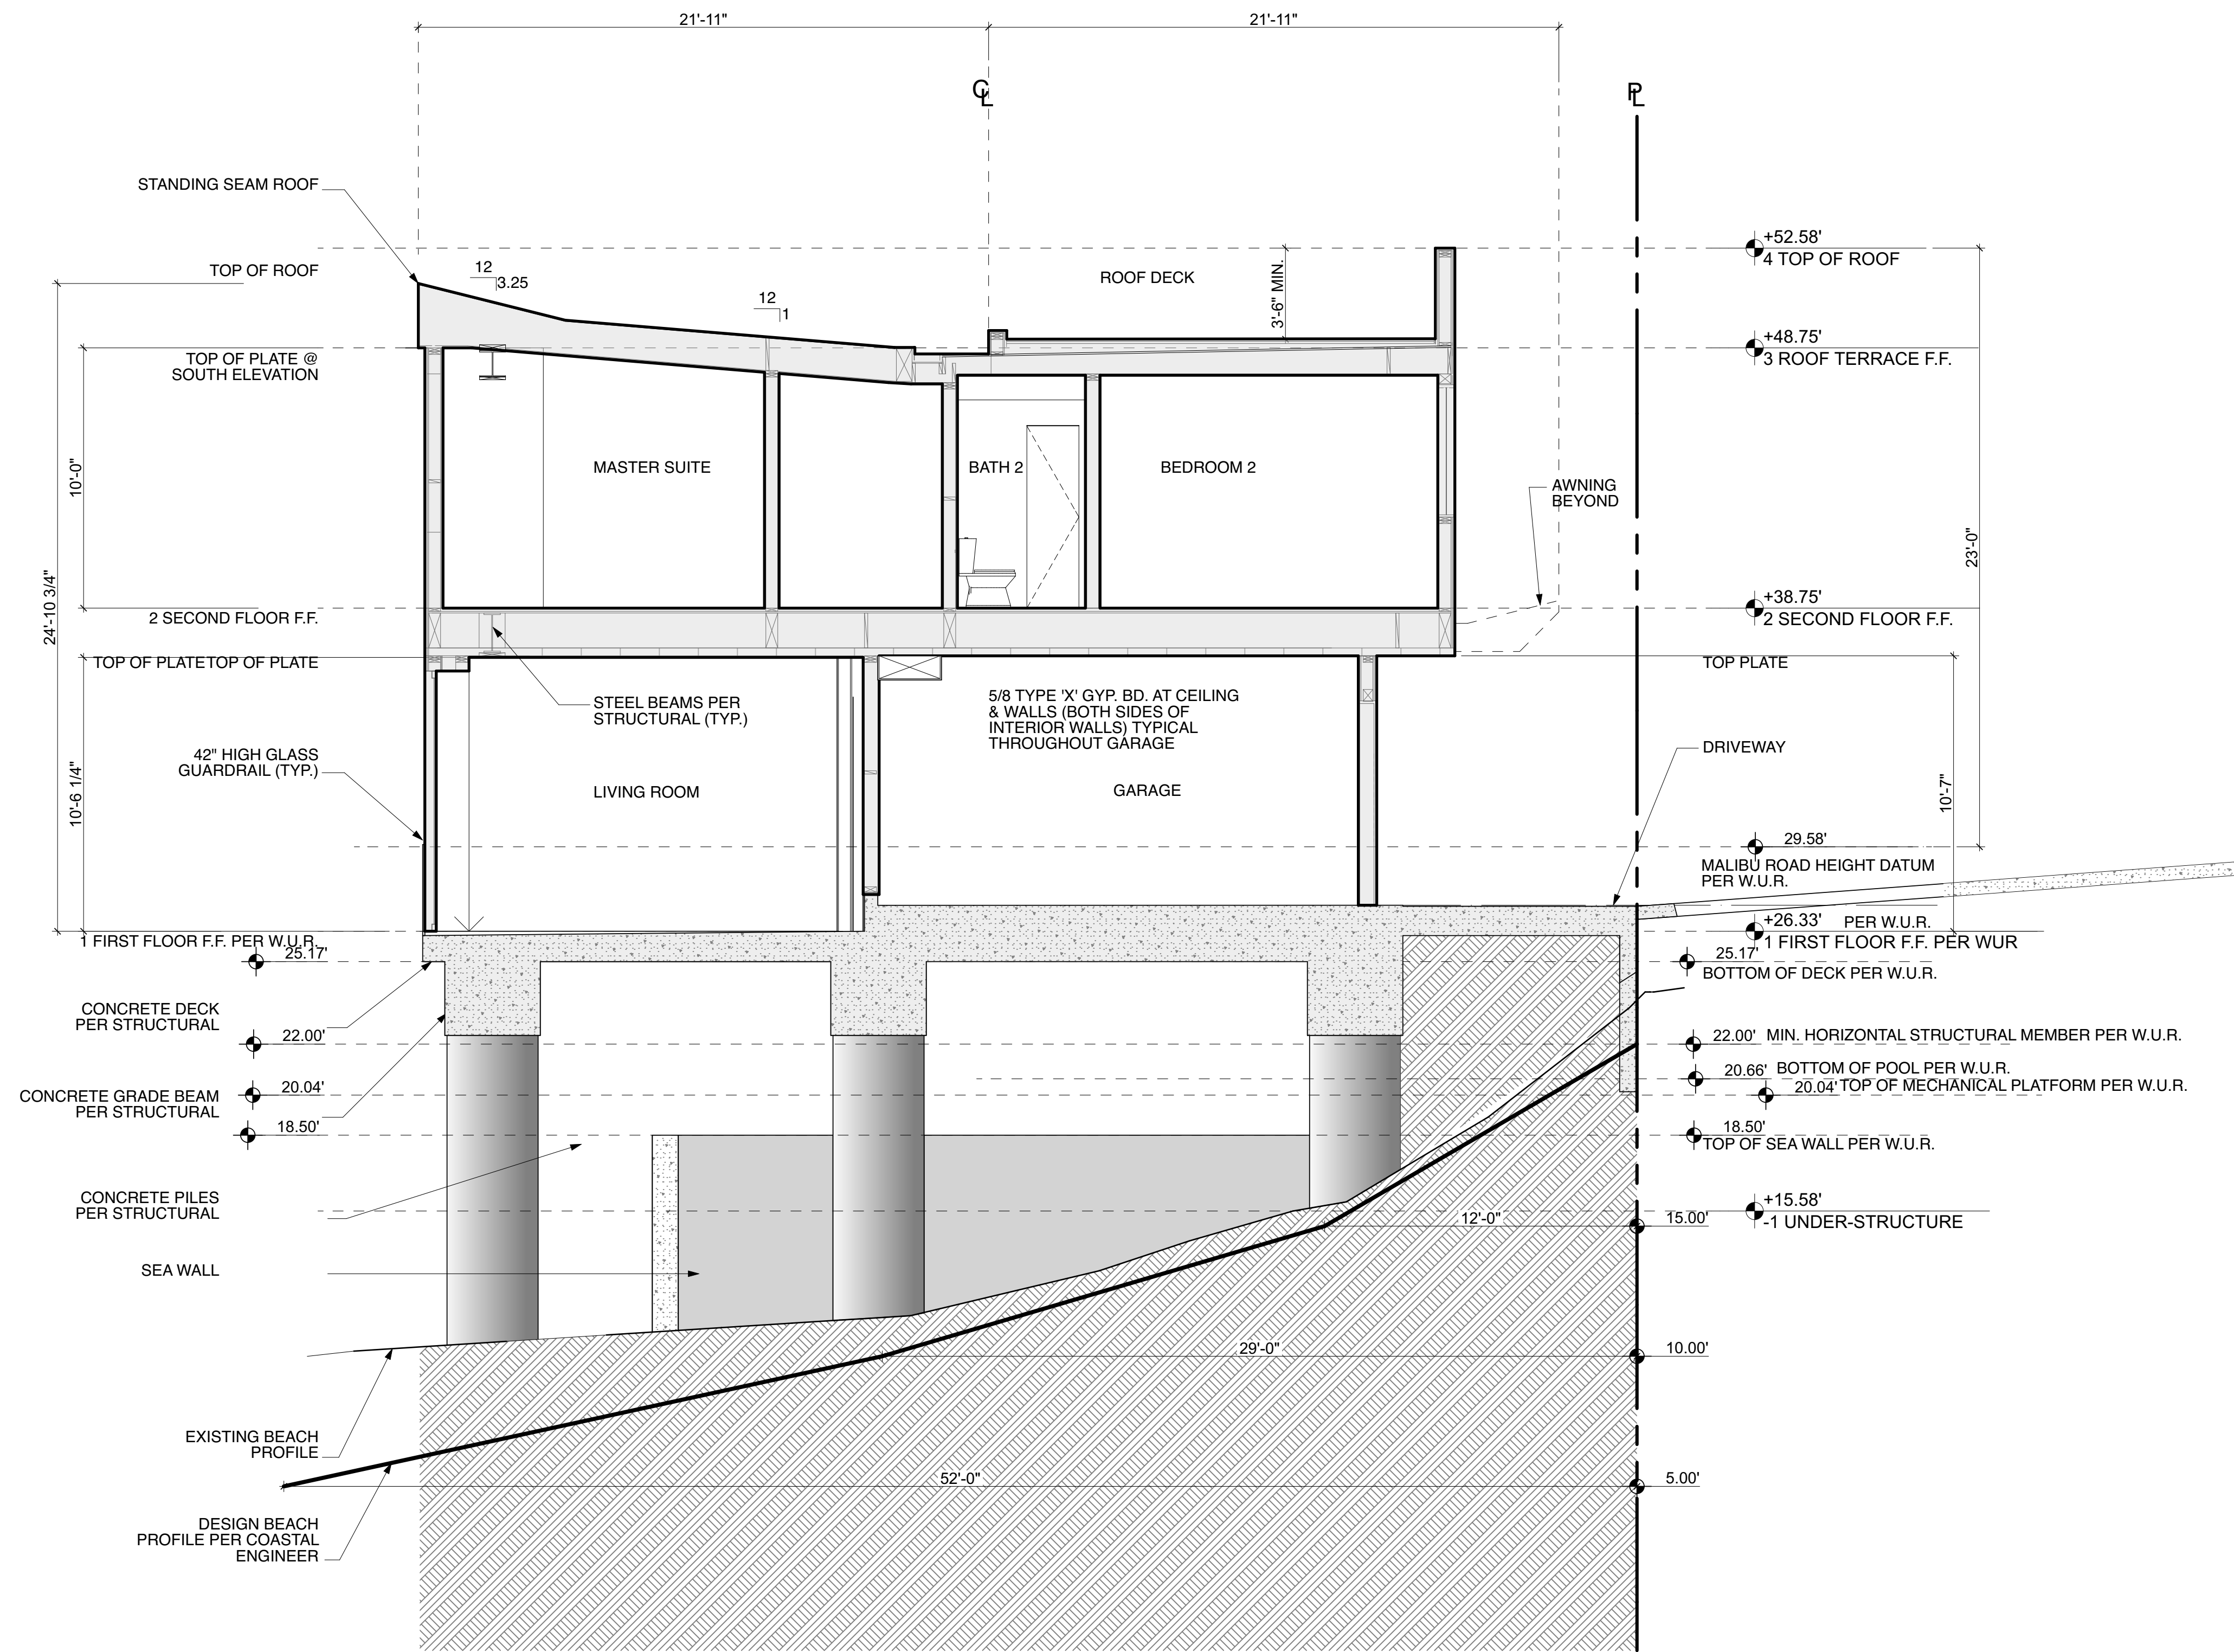 21'-11"
21'-11"
CL
PL
STANDING SEAM ROOF
TOP OF ROOF
12
3.25
12
1
ROOF DECK
3'-6" MIN.
+52.58'
4 TOP OF ROOF
TOP OF PLATE @
SOUTH ELEVATION
+48.75'
3 ROOF TERRACE F.F.
10'-0"
24'-10 3/4"
MASTER SUITE
BATH 2
BEDROOM 2
AWNING
BEYOND
23'-0"
2 SECOND FLOOR F.F.
+38.75'
2 SECOND FLOOR F.F.
TOP OF PLATETOP OF PLATE
TOP PLATE
STEEL BEAMS PER
STRUCTURAL (TYP.)
5/8 TYPE 'X' GYP. BD. AT CEILING
& WALLS (BOTH SIDES OF
INTERIOR WALLS) TYPICAL
THROUGHOUT GARAGE
42" HIGH GLASS
GUARDRAIL (TYP.)
10'-6 1/4"
LIVING ROOM
GARAGE
DRIVEWAY
10'-7"
29.58'
MALIBU ROAD HEIGHT DATUM
PER W.U.R.
+26.33' PER W.U.R.
1 FIRST FLOOR F.F. PER WUR
1 FIRST FLOOR F.F. PER W.U.R.
25.17'
25.17'
BOTTOM OF DECK PER W.U.R.
CONCRETE DECK
PER STRUCTURAL
22.00'
22.00' MIN. HORIZONTAL STRUCTURAL MEMBER PER W.U.R.
20.66' BOTTOM OF POOL PER W.U.R.
20.04'
20.04' TOP OF MECHANICAL PLATFORM PER W.U.R.
CONCRETE GRADE BEAM
PER STRUCTURAL
18.50'
18.50'
TOP OF SEA WALL PER W.U.R.
CONCRETE PILES
PER STRUCTURAL
+15.58'
-1 UNDER-STRUCTURE
12'-0"
15.00'
SEA WALL
29'-0"
10.00'
EXISTING BEACH
PROFILE
52'-0"
5.00'
DESIGN BEACH
PROFILE PER COASTAL
ENGINEER